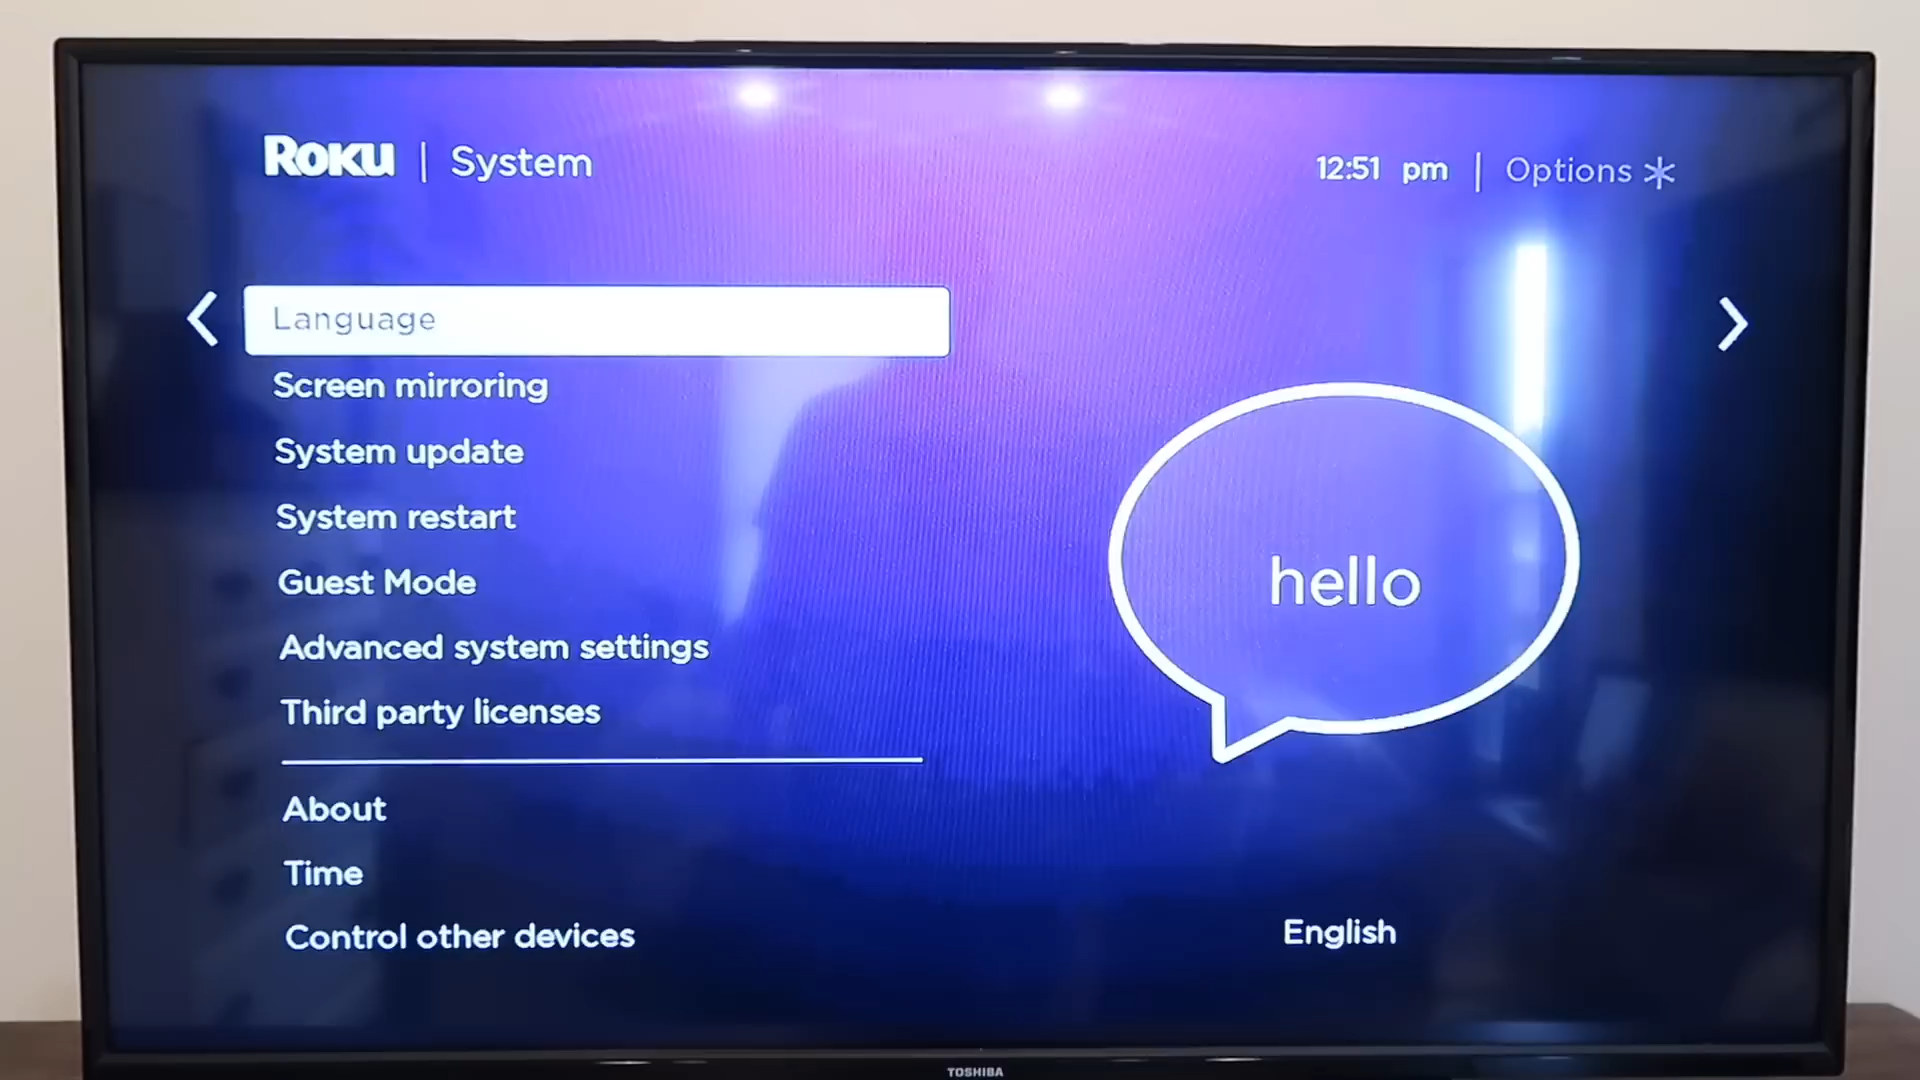 Roku | System
12:51 pm | Options *
Language
Screen mirroring
System update
System restart
Guest Mode
Advanced system settings
Third party licenses
About
Time
Control other devices
hello
English
TOSHIBA